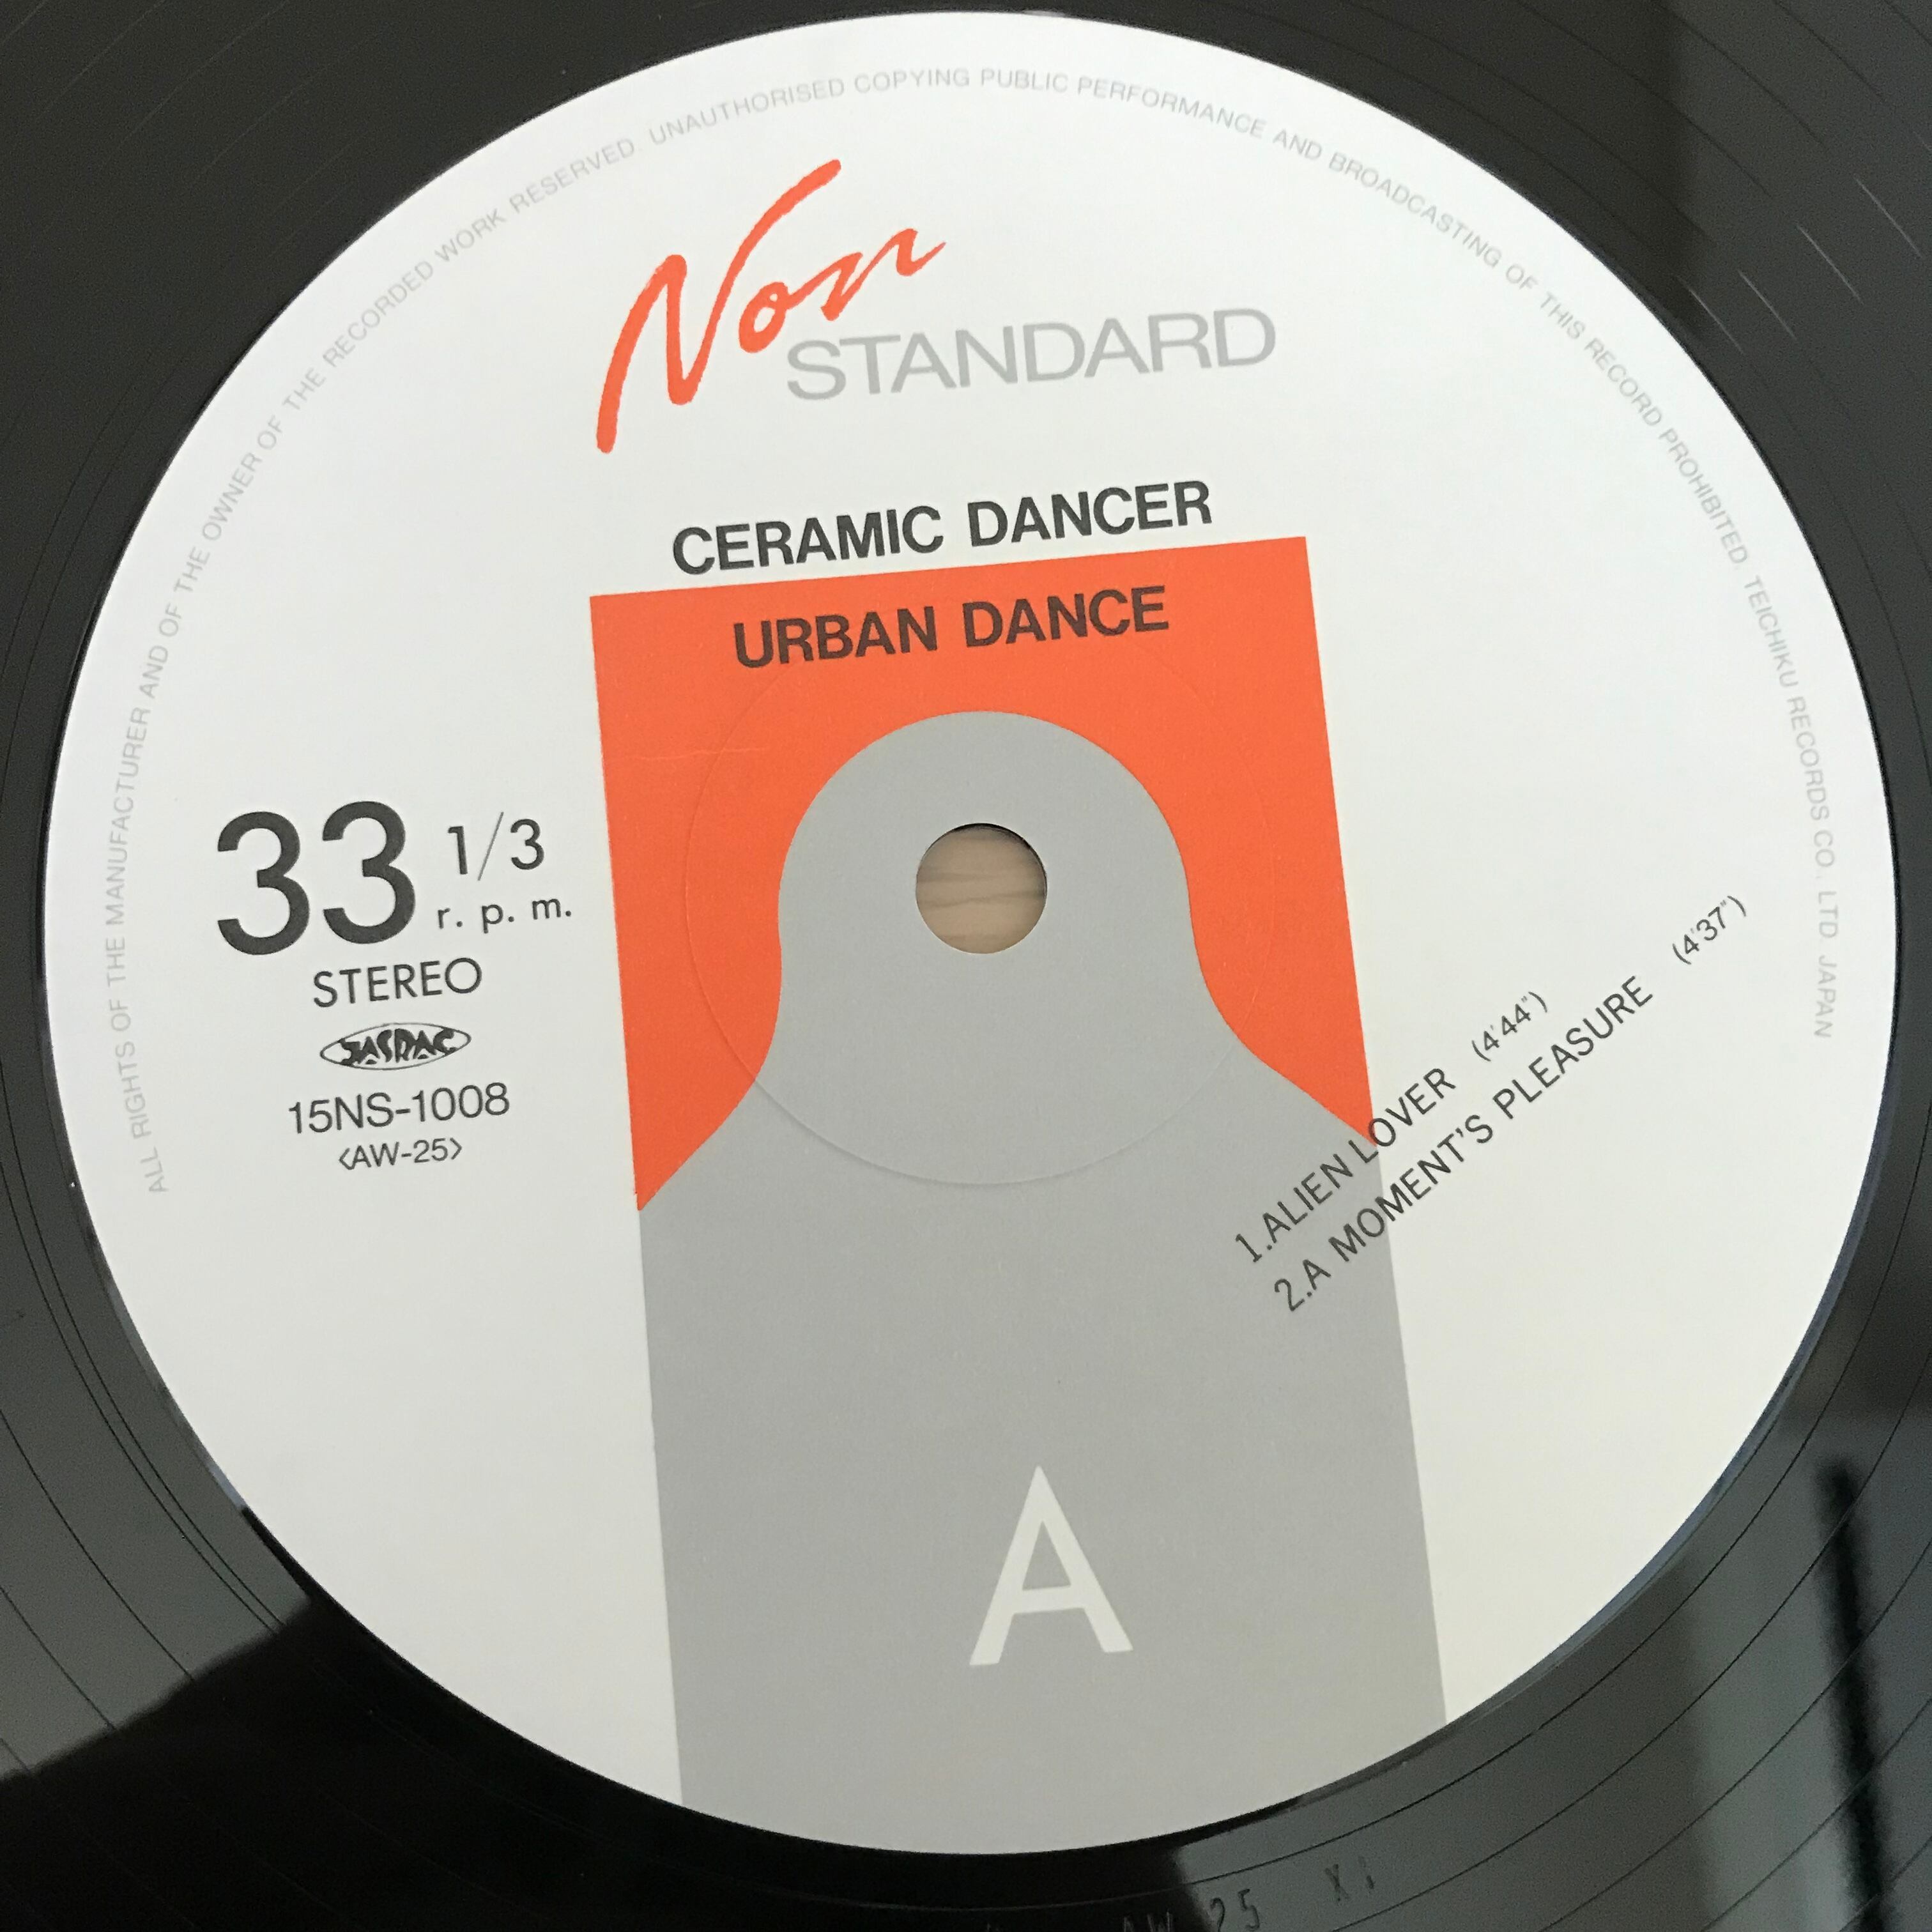 ALL RIGHTS OF THE MANUFACTURER AND OF THE OWNER OF THE RECORDED WORK RESERVED. UNAUTHORISED COPYING PUBLIC PERFORMANCE AND BROADCASTING OF THIS RECORD PROHIBITED. TEICHIKU RECORDS CO., LTD. JAPAN
Non
STANDARD
CERAMIC DANCER
URBAN DANCE
33 1/3
r. p. m.
STEREO
JASRAC
15NS-1008
<AW-25>
1.ALIEN LOVER (4'44")
2.A MOMENT'S PLEASURE (4'37")
A